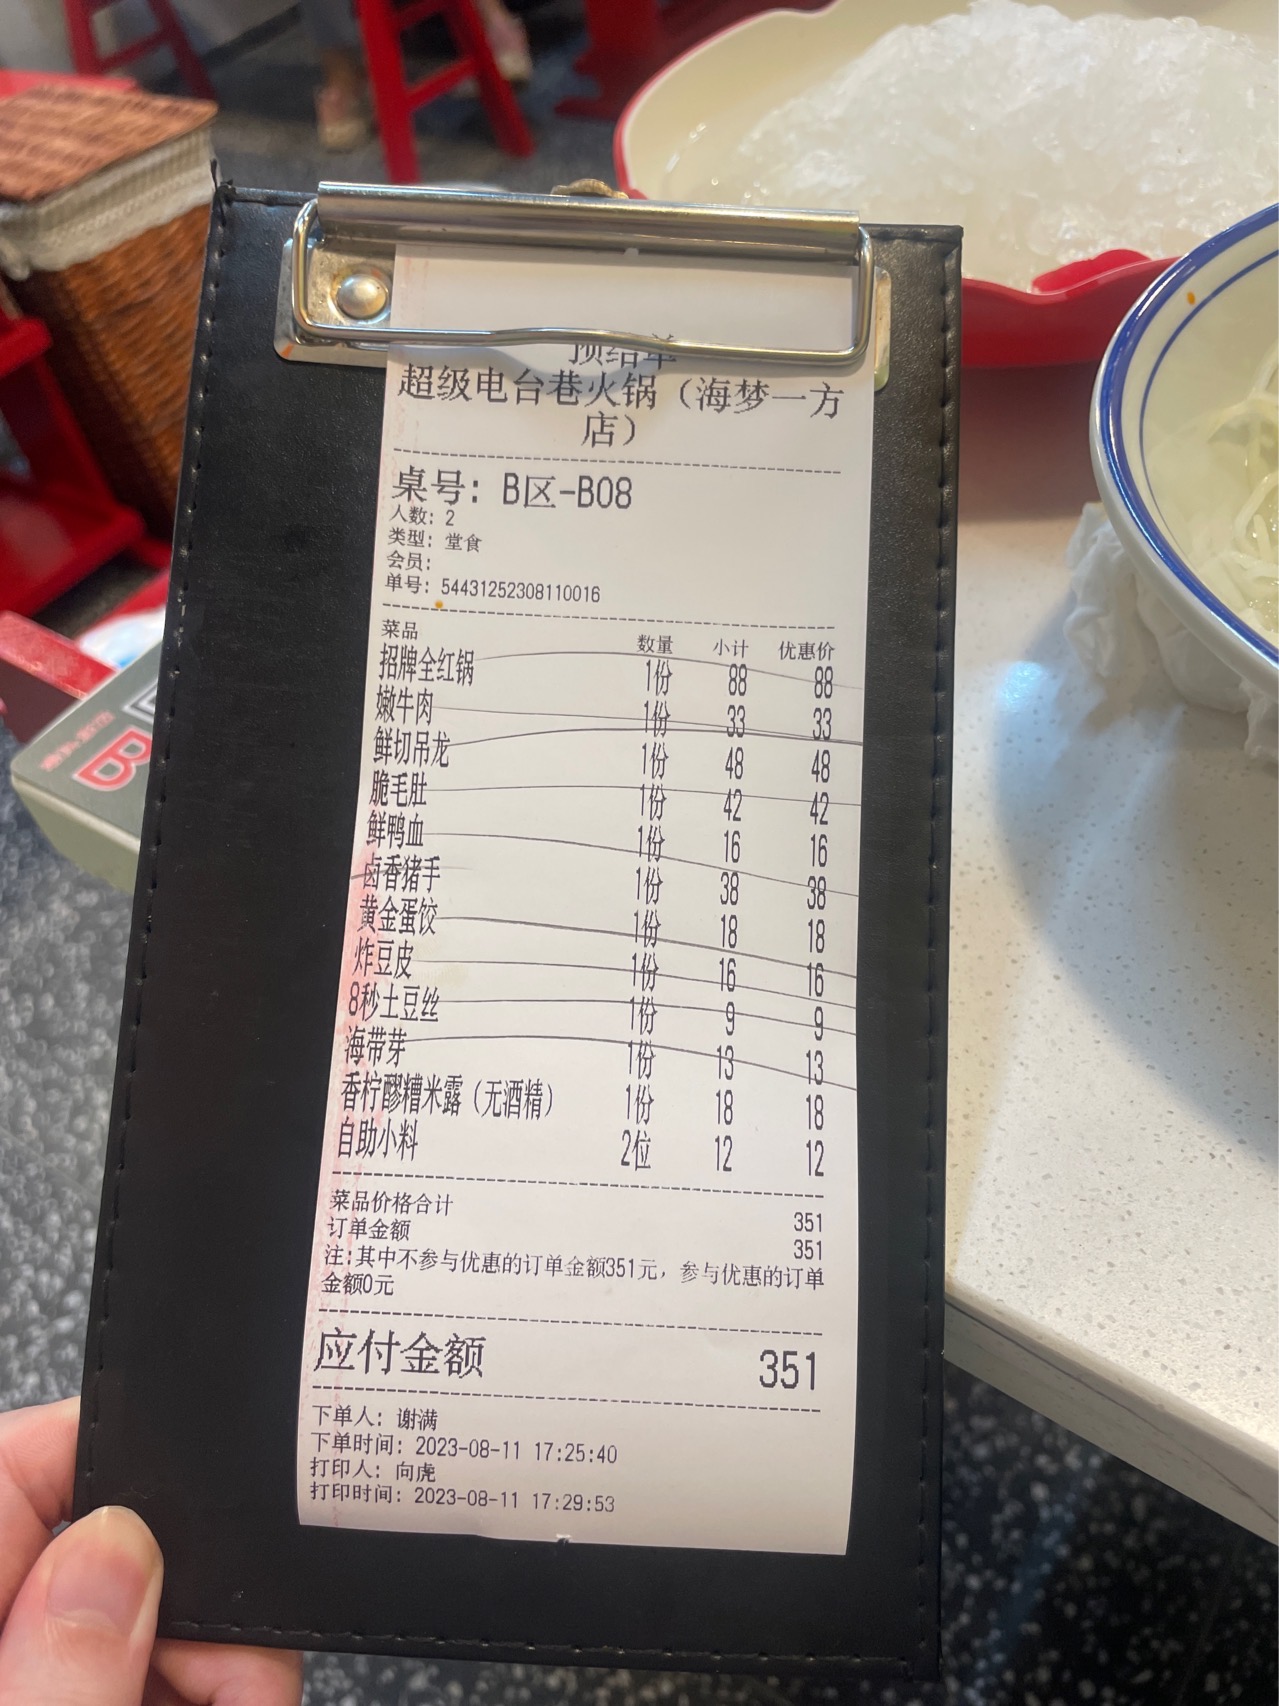 预结单
超级电台巷火锅（海梦一方
店）
桌号: B区-B08
人数: 2
类型: 堂食
会员:
单号: 54431252308110016
菜品 数量 小计 优惠价
招牌全红锅 1份 88 88
嫩牛肉 1份 33 33
鲜切吊龙 1份 48 48
脆毛肚 1份 42 42
鲜鸭血 1份 16 16
卤香猪手 1份 38 38
黄金蛋饺 1份 18 18
炸豆皮 1份 16 16
8秒土豆丝 1份 9 9
海带芽 1份 13 13
香柠醪糟米露（无酒精） 1份 18 18
自助小料 2位 12 12
菜品价格合计 351
订单金额 351
注:其中不参与优惠的订单金额351元，参与优惠的订单
金额0元
应付金额 351
下单人: 谢满
下单时间: 2023-08-11 17:25:40
打印人: 向虎
打印时间: 2023-08-11 17:29:53
B